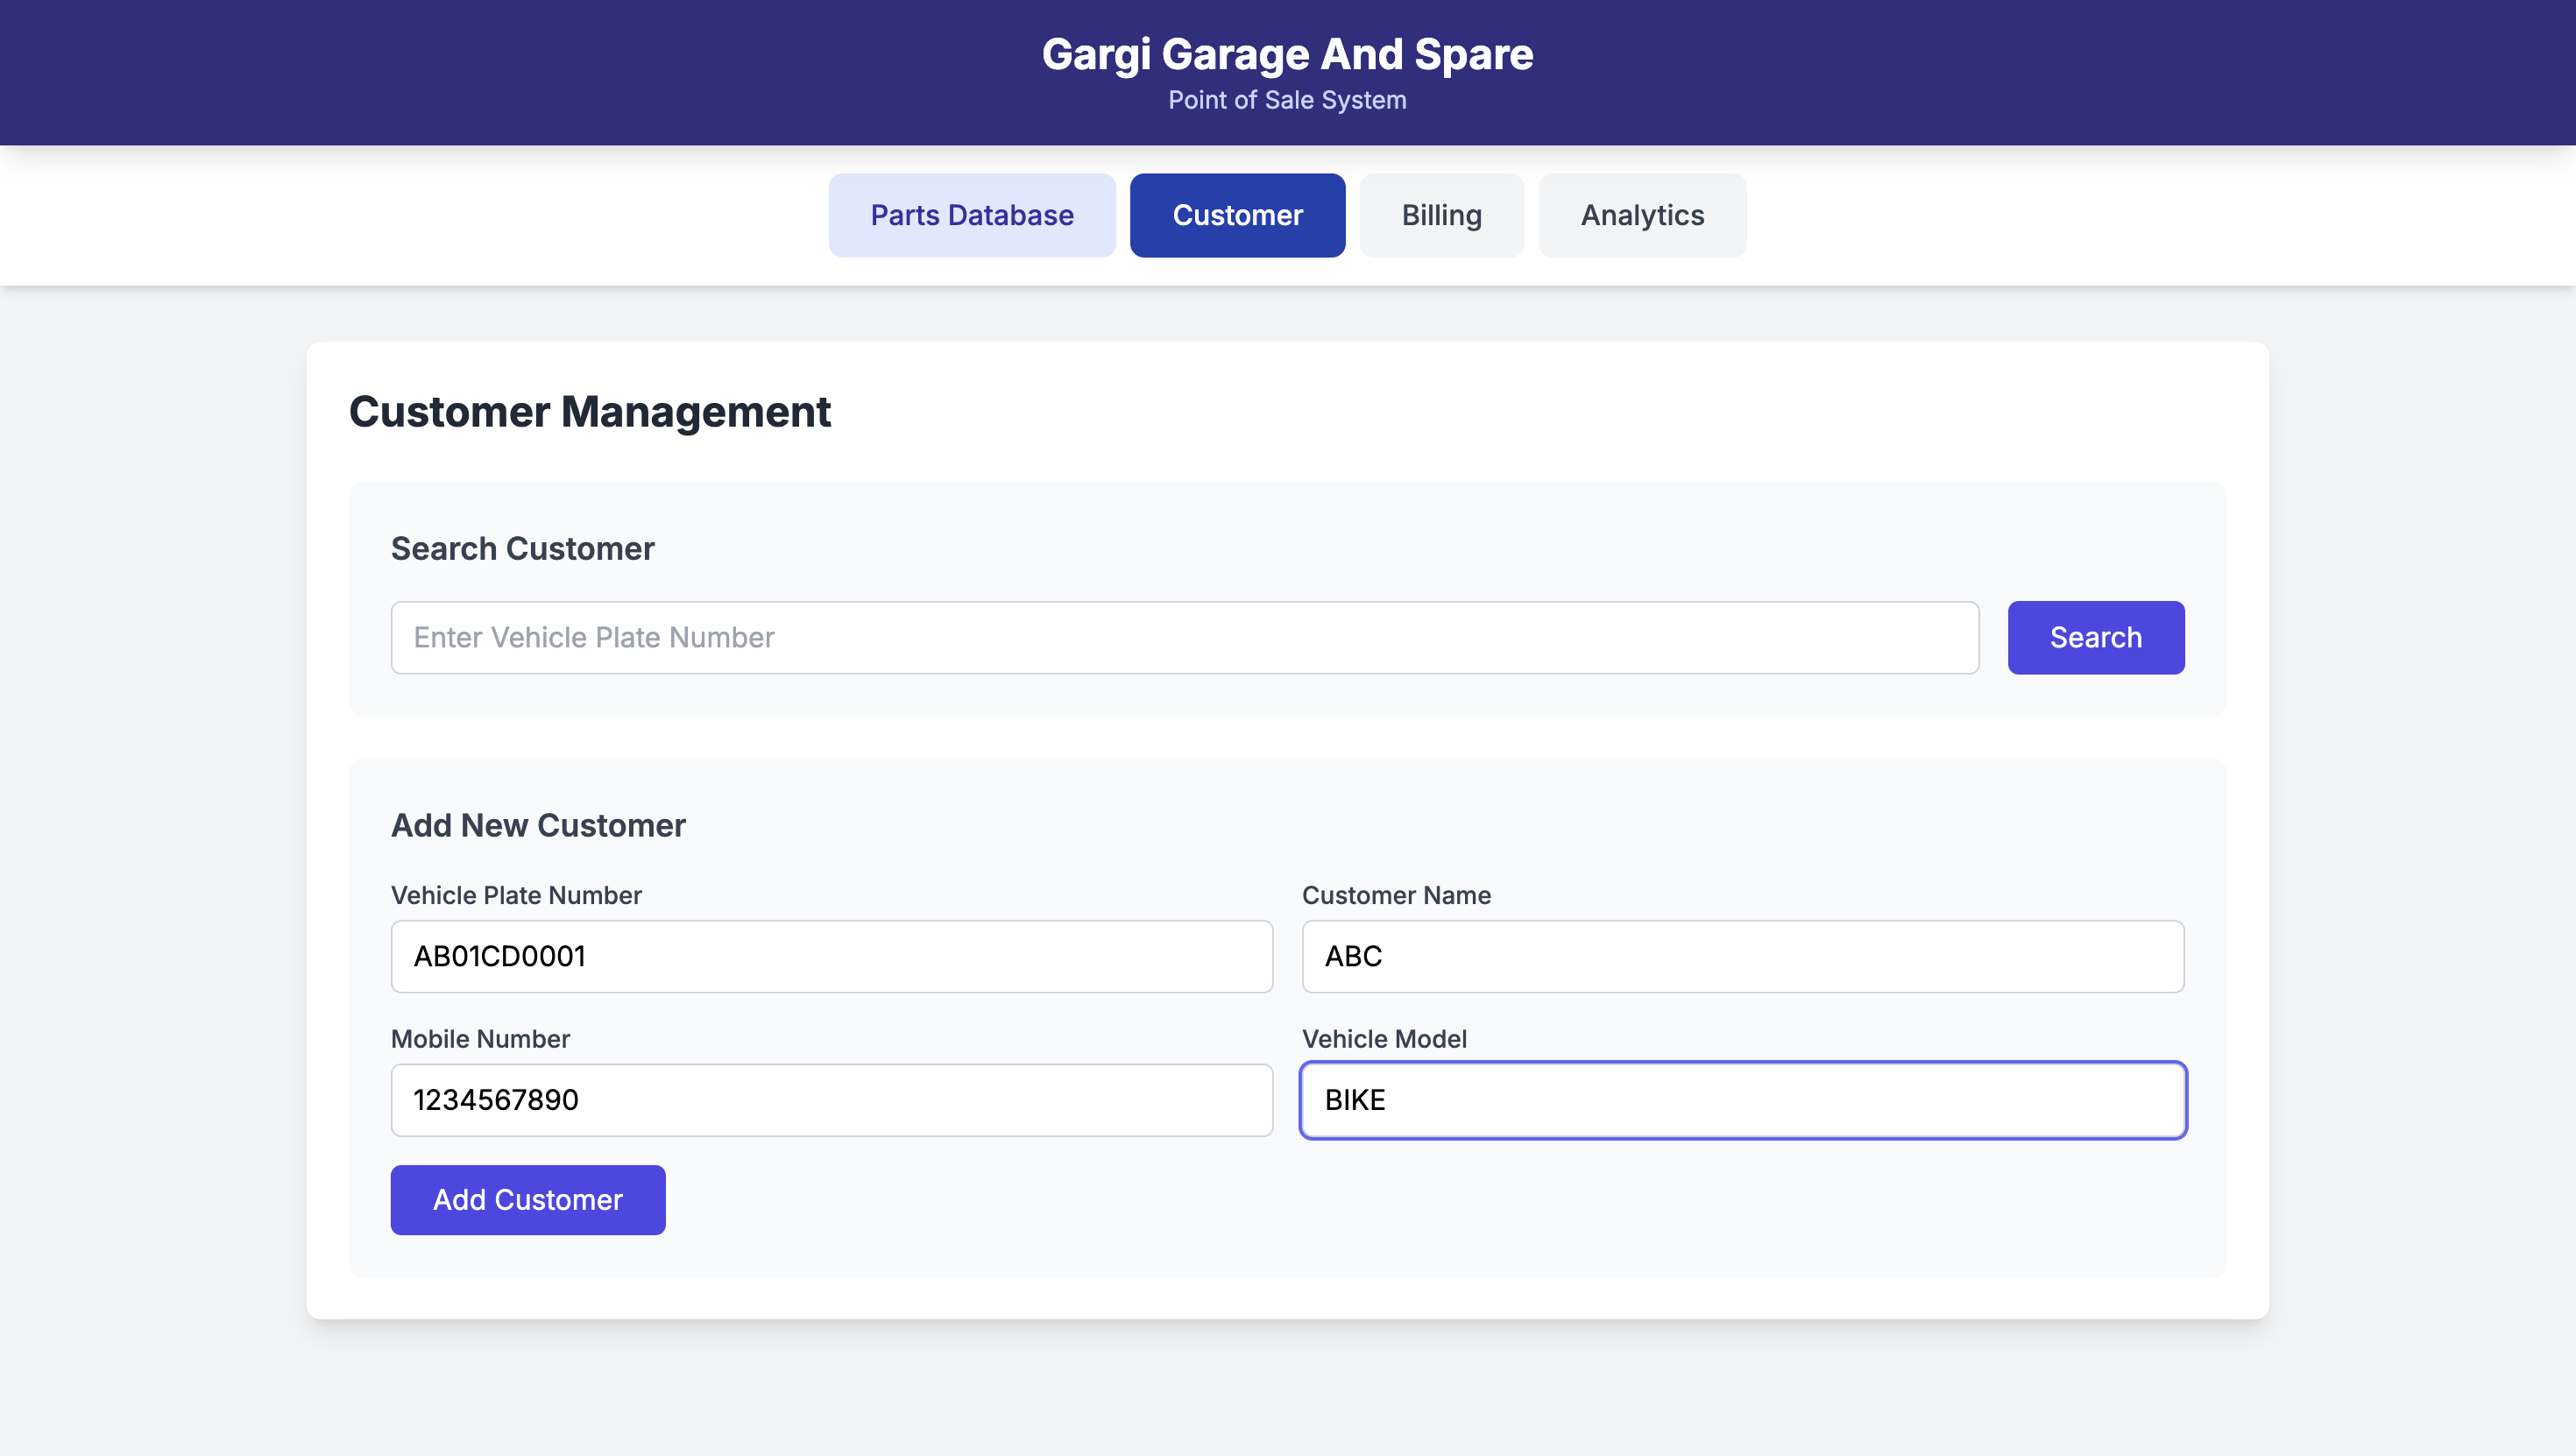 Gargi Garage And Spare
Point of Sale System
Parts Database Customer Billing Analytics
Customer Management
Search Customer
Enter Vehicle Plate Number Search
Add New Customer
Vehicle Plate Number Customer Name
AB01CD0001 ABC
Mobile Number Vehicle Model
1234567890 BIKE
Add Customer